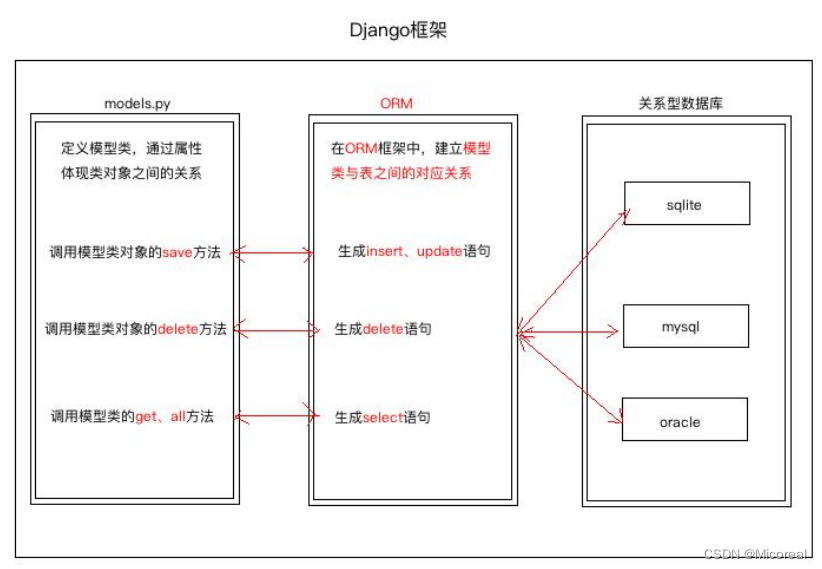 Django框架
models.py
定义模型类，通过属性
体现类对象之间的关系
调用模型类对象的save方法
调用模型类对象的delete方法
调用模型类的get、all方法
ORM
在ORM框架中，建立模型
类与表之间的对应关系
生成insert、update语句
生成delete语句
生成select语句
关系型数据库
sqlite
mysql
oracle
CSDN @Micoreal